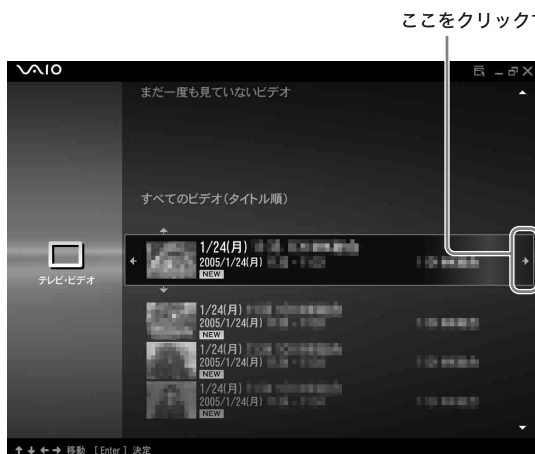 ここをクリック
VAIO
まだ一度も見ていないビデオ
すべてのビデオ(タイトル順)
テレビ・ビデオ
1/24(月)
2005/1/24(月)
NEW
1/24(月)
2005/1/24(月)
NEW
1/24(月)
2005/1/24(月)
NEW
1/24(月)
2005/1/24(月)
NEW
↑ ↓ ← → 移動 [Enter] 決定